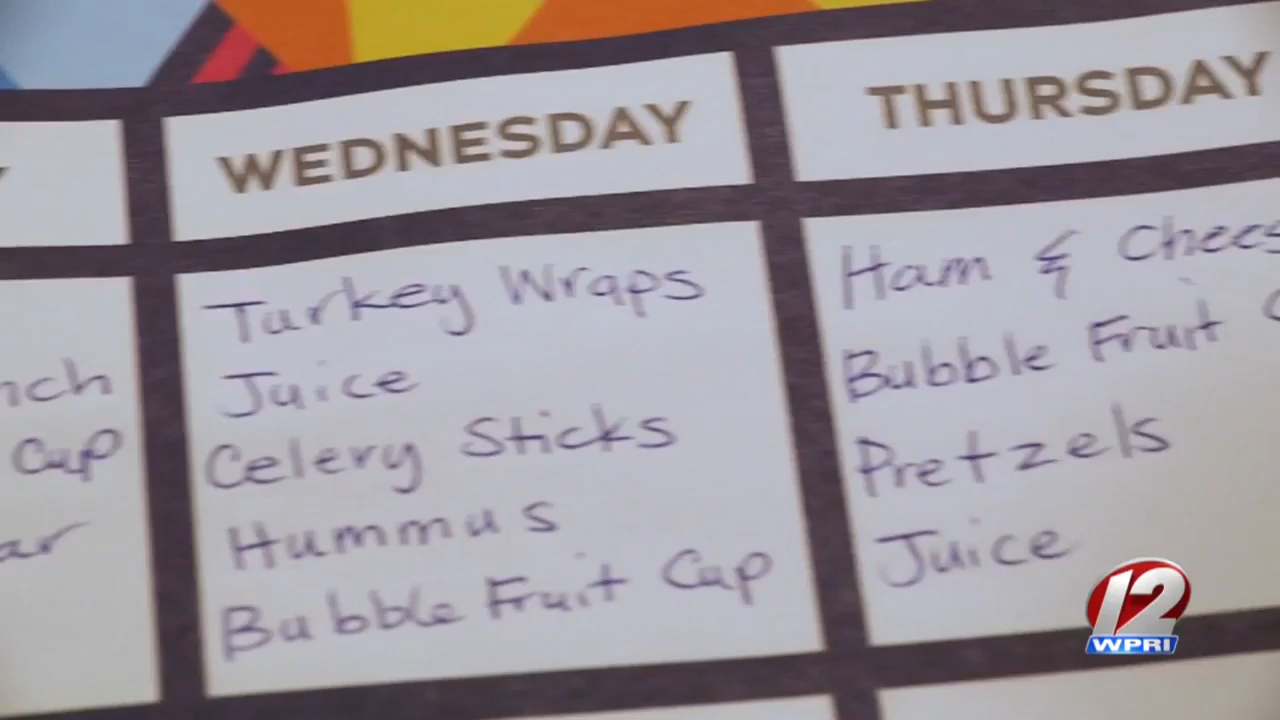 WEDNESDAY
Turkey Wraps
Juice
Celery Sticks
Hummus
Bubble Fruit Cup
THURSDAY
Ham & Chees
Bubble Fruit
Pretzels
Juice
Cup
12
WPRI